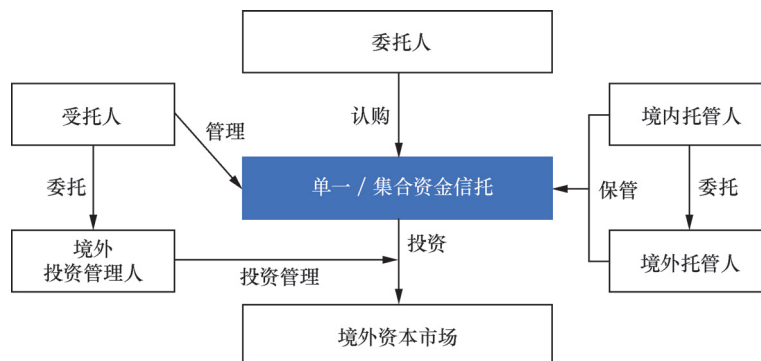 委托人
受托人
认购
境内托管人
管理
委托
单一 / 集合资金信托
保管
委托
境外
投资管理人
投资
投资管理
境外托管人
境外资本市场